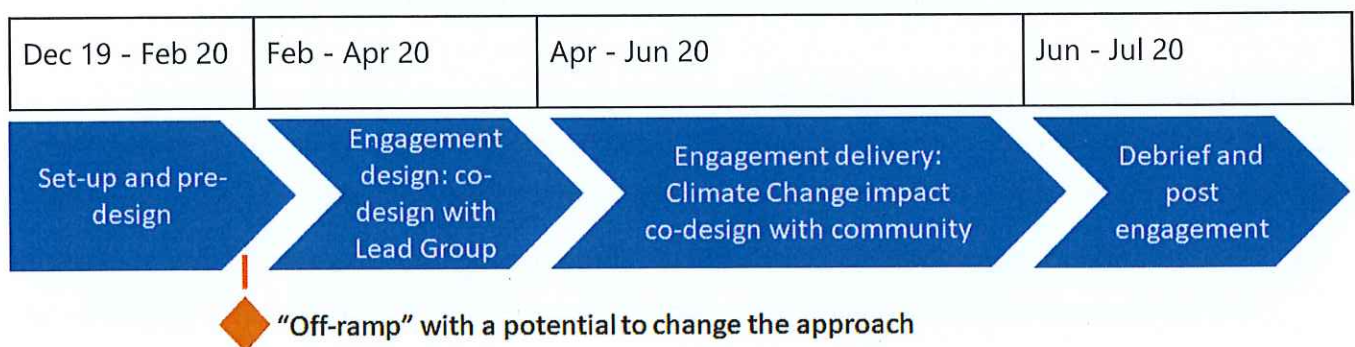 Dec 19 - Feb 20
Feb - Apr 20
Apr - Jun 20
Jun - Jul 20
Set-up and pre-
design
Engagement
design: co-
design with
Lead Group
Engagement delivery:
Climate Change impact
co-design with community
Debrief and
post
engagement
"Off-ramp" with a potential to change the approach